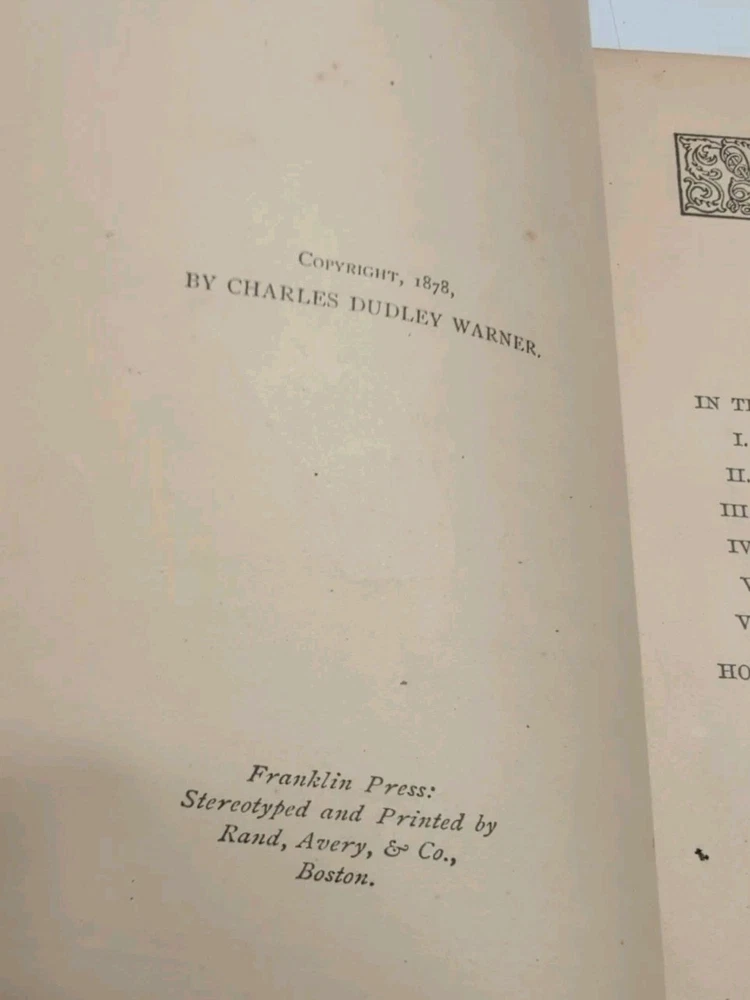 Copyright, 1878,
BY CHARLES DUDLEY WARNER.
Franklin Press:
Stereotyped and Printed by
Rand, Avery, & Co.,
Boston.
IN
I.
II.
III
IV
V
V